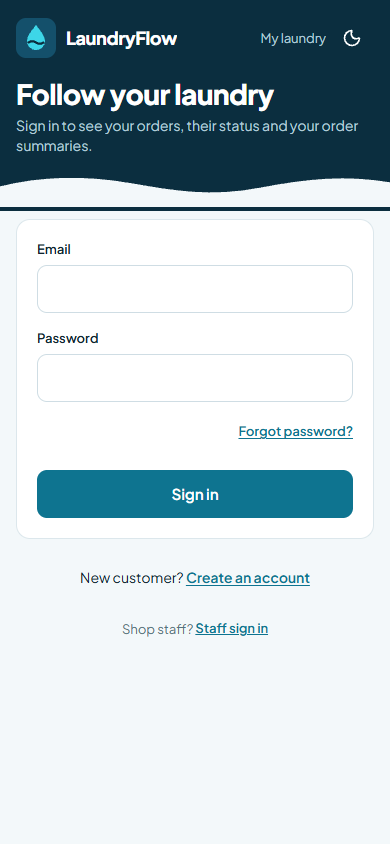 LaundryFlow
My laundry
Follow your laundry
Sign in to see your orders, their status and your order
summaries.
Email
Password
Forgot password?
Sign in
New customer? Create an account
Shop staff? Staff sign in